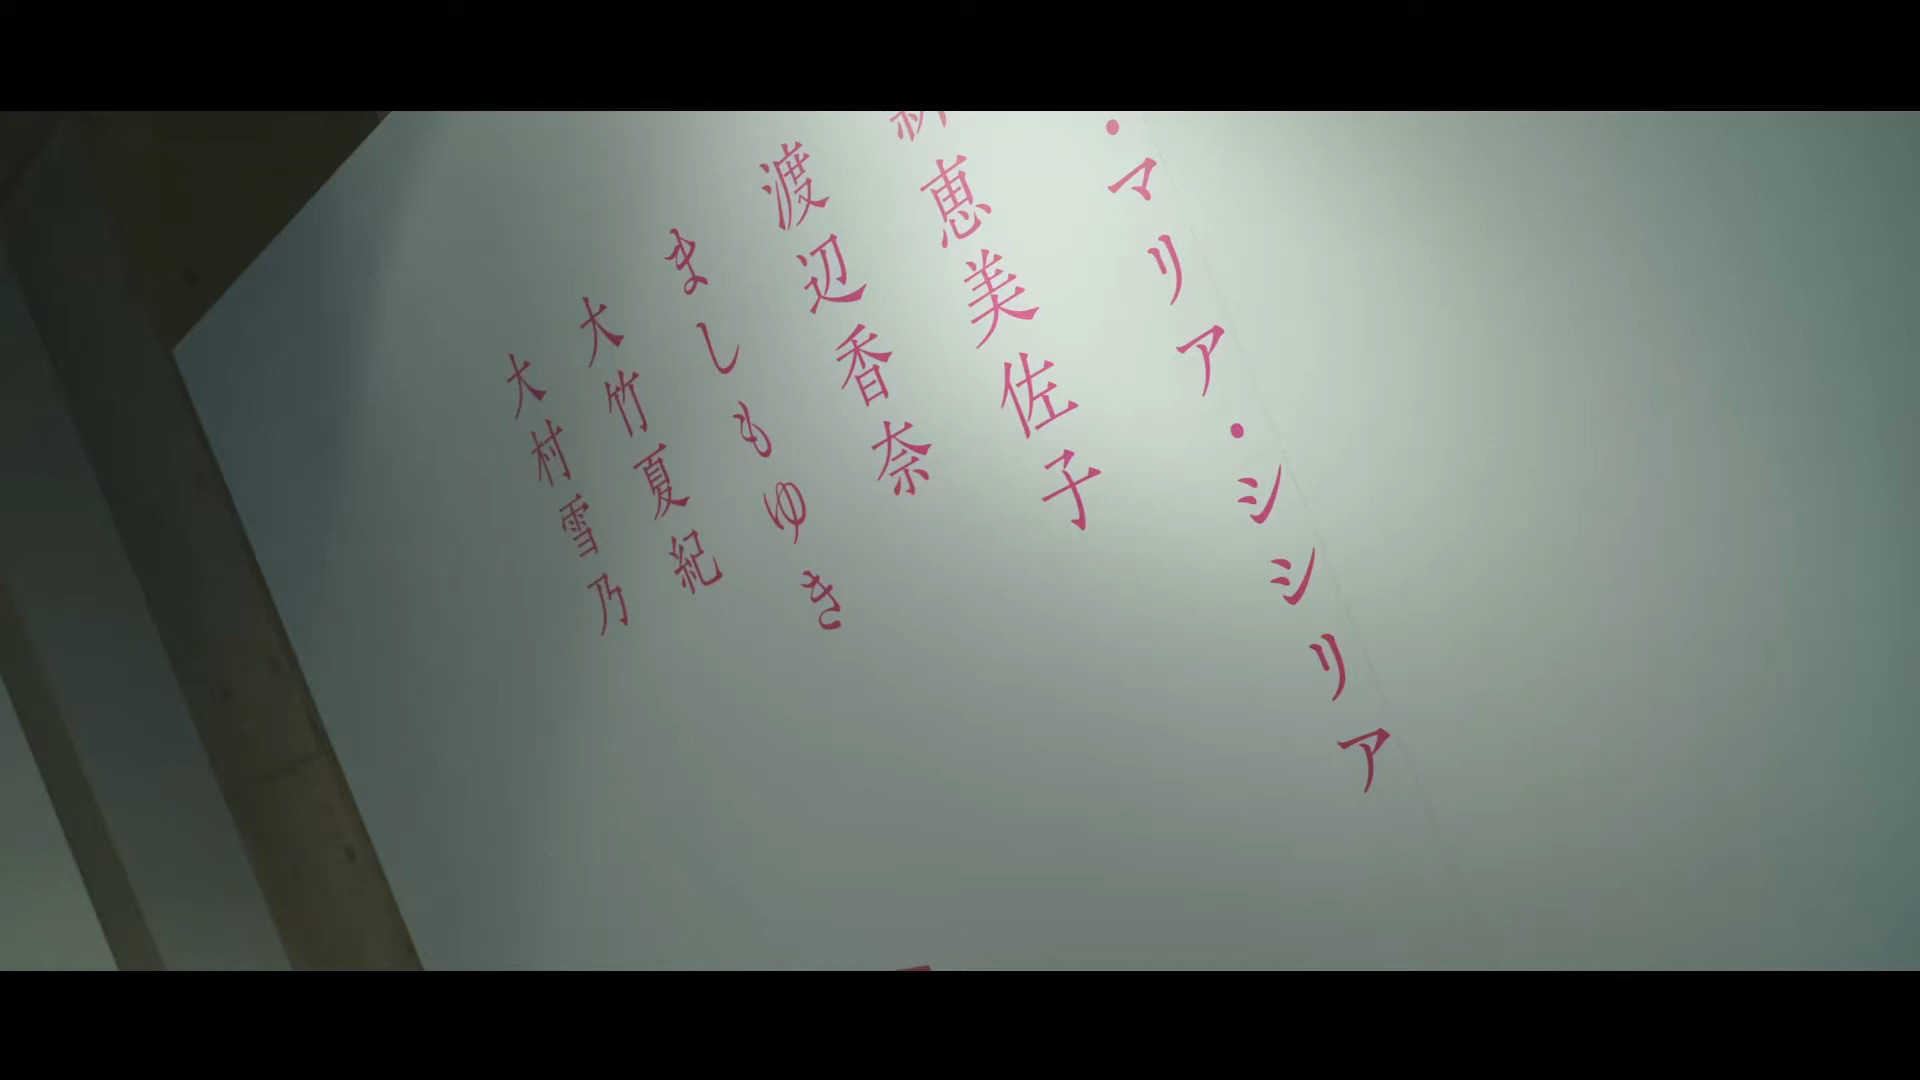 ・マリア・シシリア
恵美佐子
渡辺香奈
ましもゆき
大竹夏紀
大村雪乃